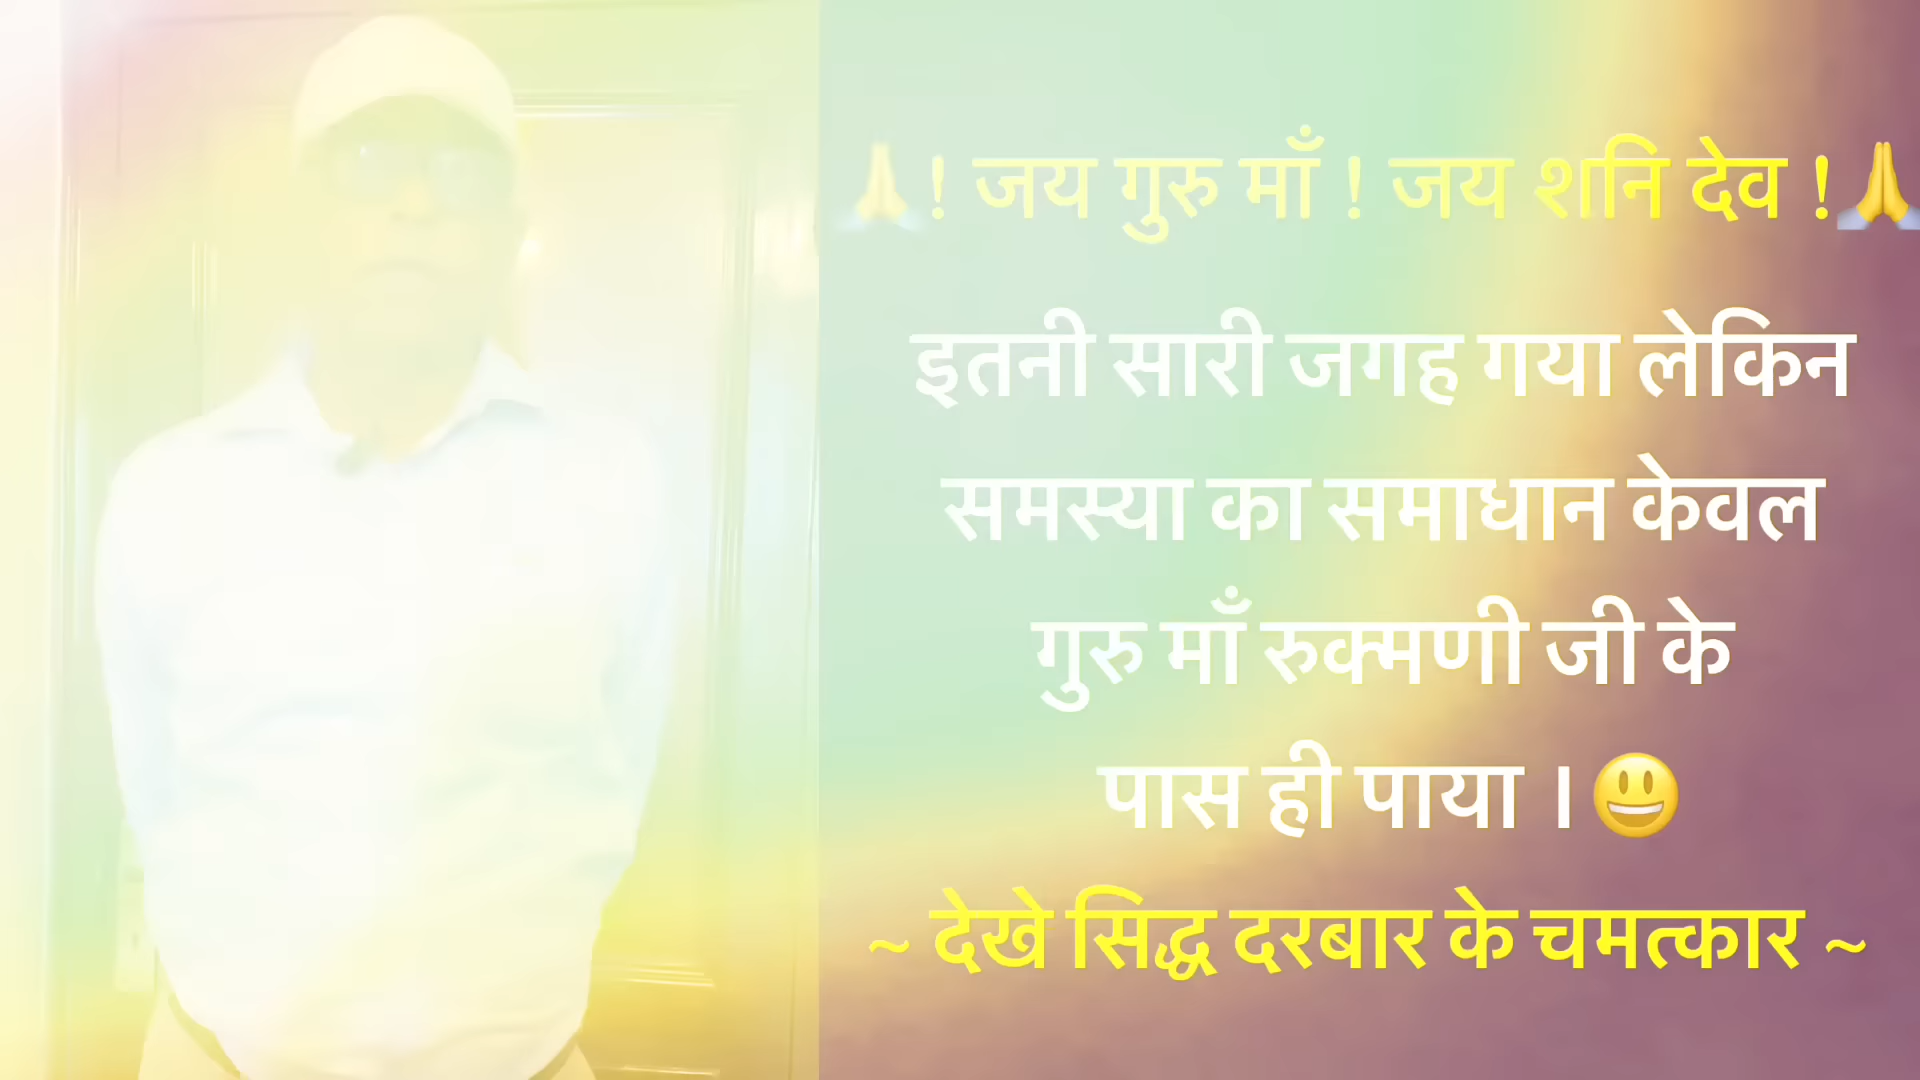 🙏! जय गुरु माँ ! जय शनि देव !🙏
इतनी सारी जगह गया लेकिन
समस्या का समाधान केवल
गुरु माँ रुक्मणी जी के
पास ही पाया । 😃
~ देखे सिद्ध दरबार के चमत्कार ~